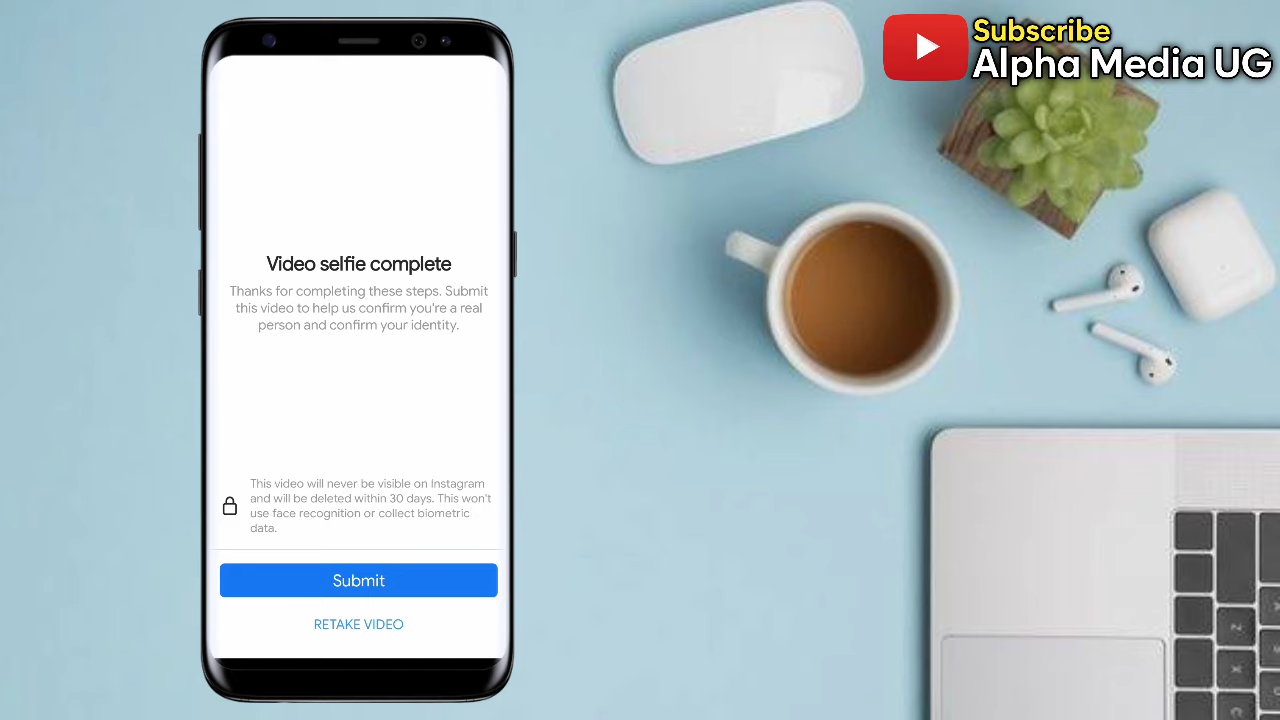 Subscribe
Alpha Media UG
Video selfie complete
Thanks for completing these steps. Submit
this video to help us confirm you're a real
person and confirm your identity.
This video will never be visible on Instagram
and will be deleted within 30 days. This won't
use face recognition or collect biometric
data.
Submit
RETAKE VIDEO
Z
X